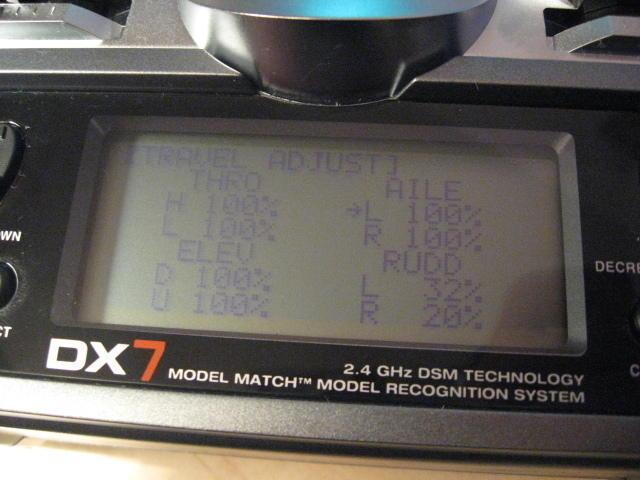 [TRAVEL ADJUST]
THRO AILE
H 100% →L 100%
L 100% R 100%
ELEV RUDD
D 100% L 32%
U 100% R 20%
DX7 MODEL MATCH™ MODEL RECOGNITION SYSTEM
2.4 GHz DSM TECHNOLOGY